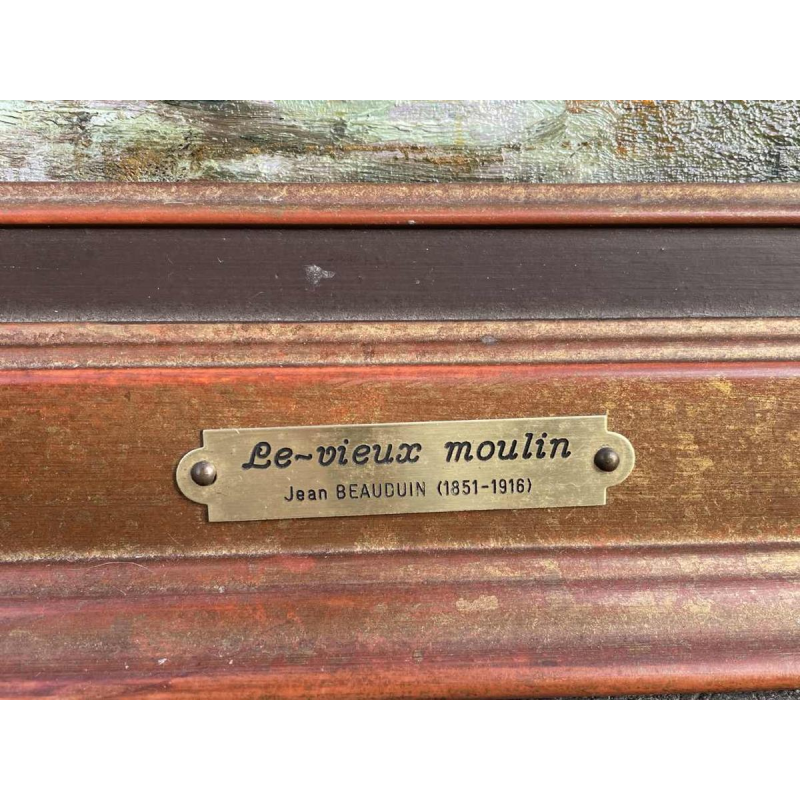 Le~vieux moulin
Jean BEAUDUIN (1851-1916)